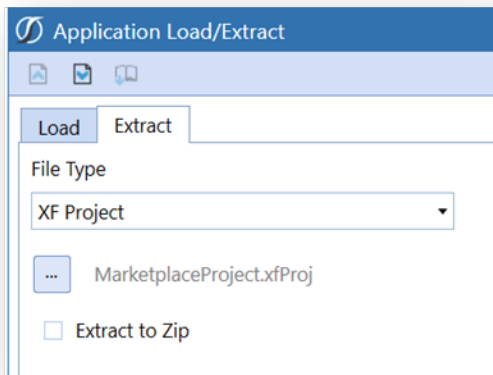 Application Load/Extract
Load Extract
File Type
XF Project
... MarketplaceProject.xfProj
Extract to Zip